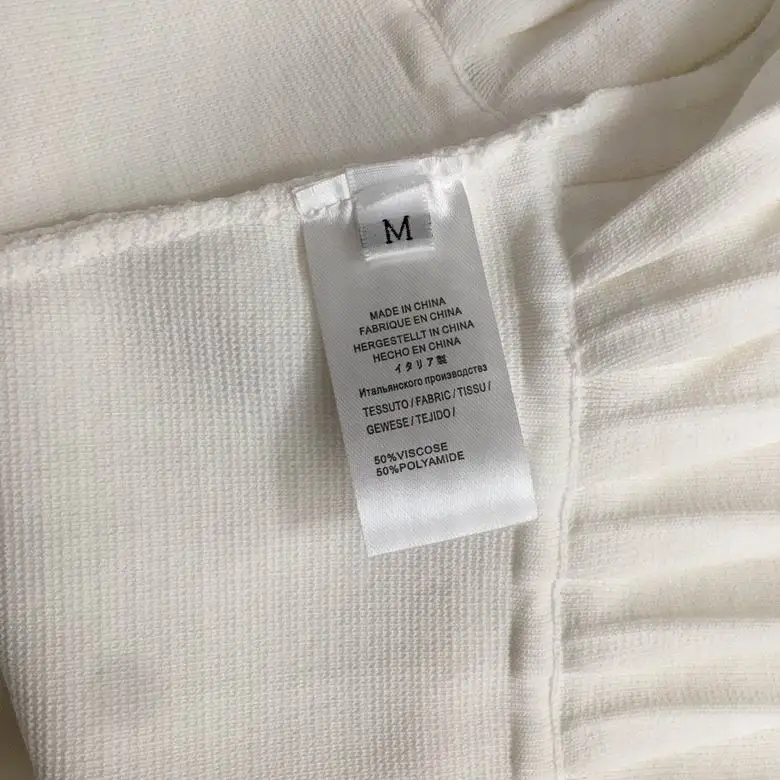 M
MADE IN CHINA
FABRIQUE EN CHINA
HERGESTELLT IN CHINA
HECHO EN CHINA
イタリア製
Итальянского производства
TESSUTO / FABRIC / TISSU /
GEWESE / TEJIDO /
50%VISCOSE
50%POLYAMIDE